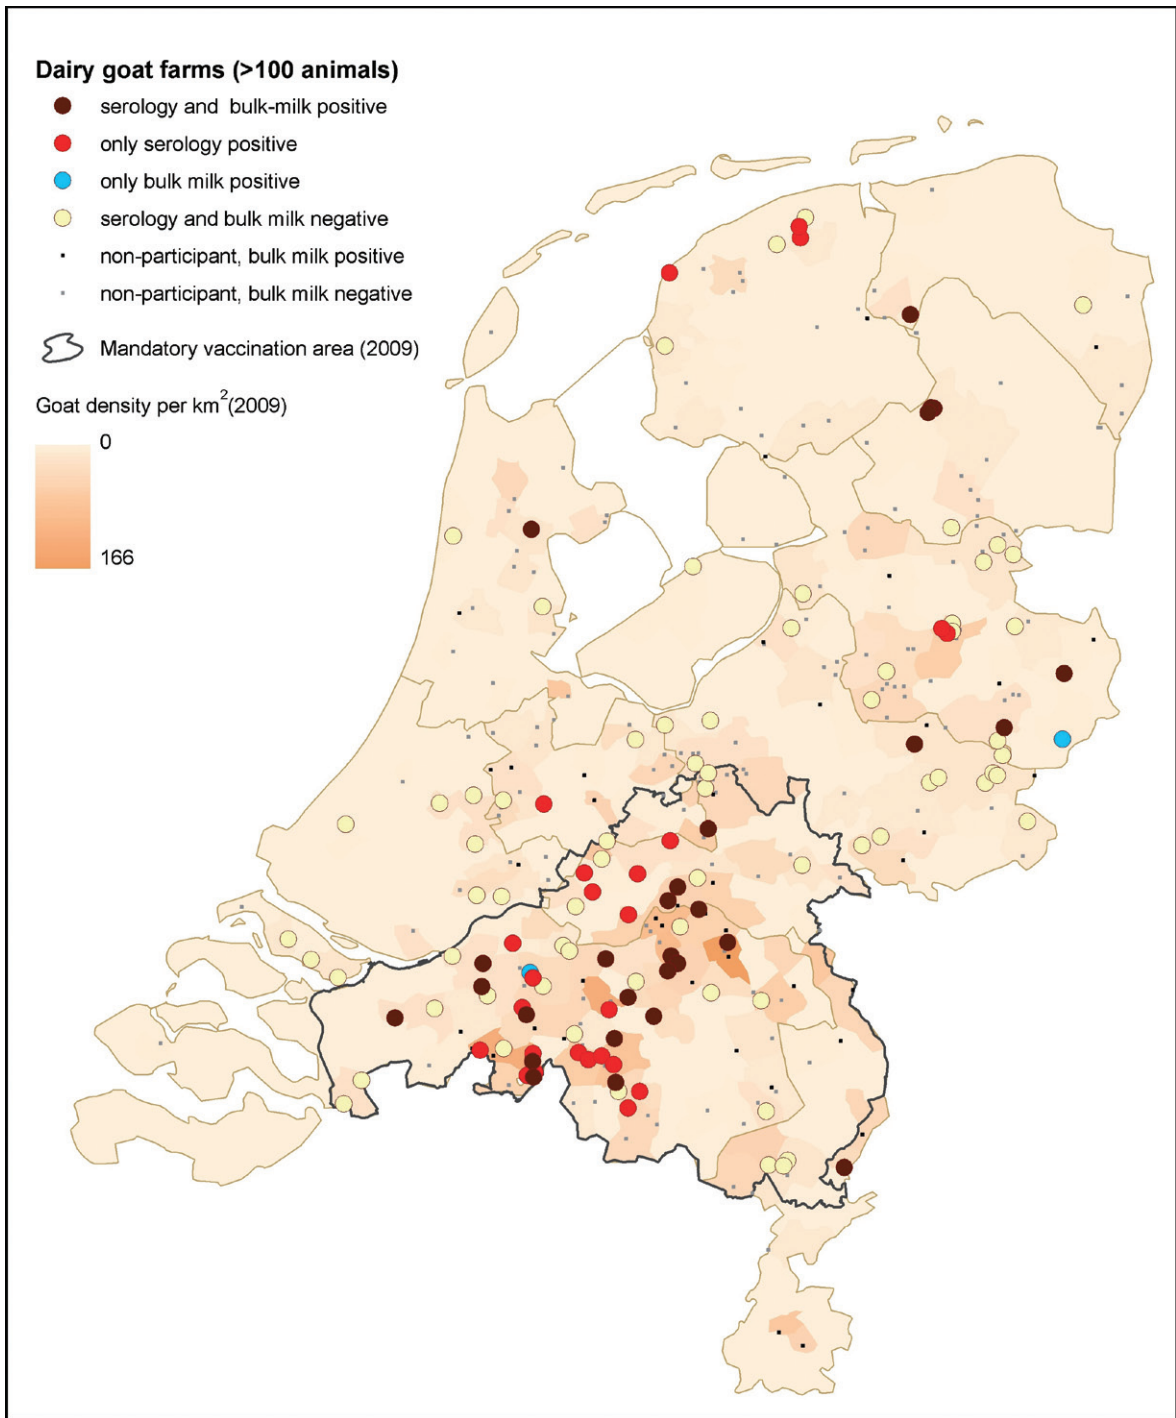 Dairy goat farms (>100 animals)
serology and bulk-milk positive
only serology positive
only bulk milk positive
serology and bulk milk negative
non-participant, bulk milk positive
non-participant, bulk milk negative
Mandatory vaccination area (2009)
Goat density per km²(2009)
0
166